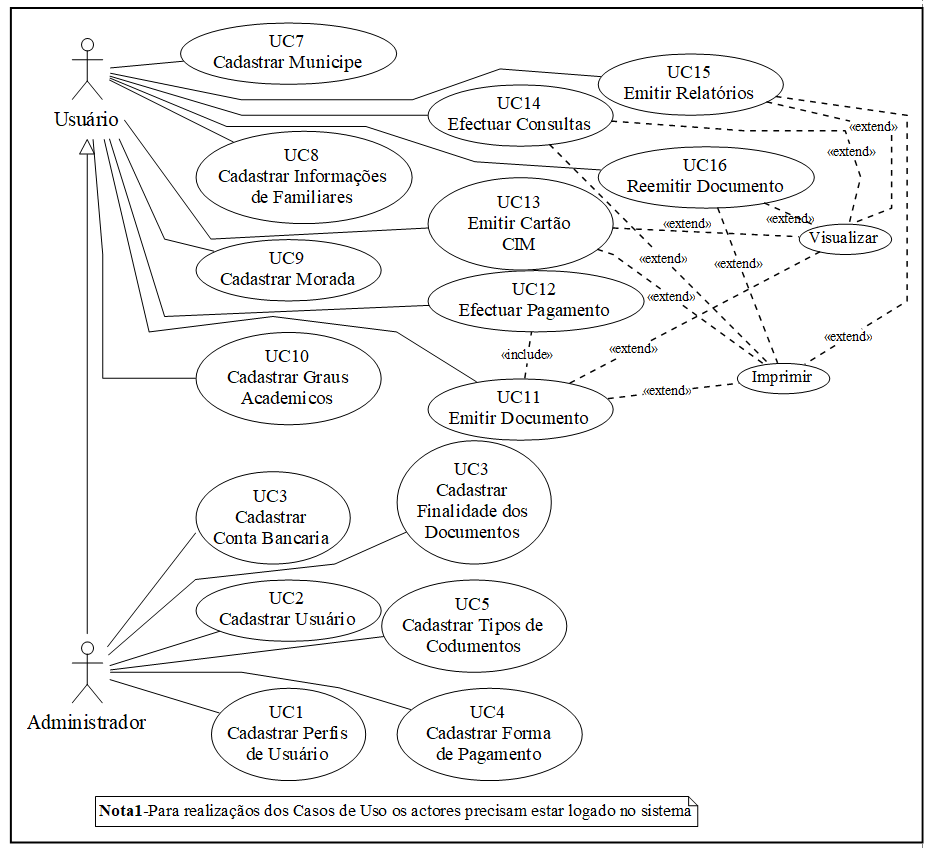 UC7
Cadastrar Municipe
UC15
Emitir Relatórios
UC14
Efectuar Consultas
Usuário
«extend»
«extend»
UC8
Cadastrar Informações
de Familiares
UC16
Reemitir Documento
UC13
Emitir Cartão
CIM
«extend»
«extend»
Visualizar
UC9
Cadastrar Morada
«extend»
«extend»
UC12
Efectuar Pagamento
«extend»
«include»
«extend»
«extend»
UC10
Cadastrar Graus
Academicos
Imprimir
«extend»
UC11
Emitir Documento
UC3
Cadastrar
Conta Bancaria
UC3
Cadastrar
Finalidade dos
Documentos
UC2
Cadastrar Usuário
UC5
Cadastrar Tipos de
Codumentos
Administrador
UC1
Cadastrar Perfis
de Usuário
UC4
Cadastrar Forma
de Pagamento
Nota1-Para realizaçãos dos Casos de Uso os actores precisam estar logado no sistema